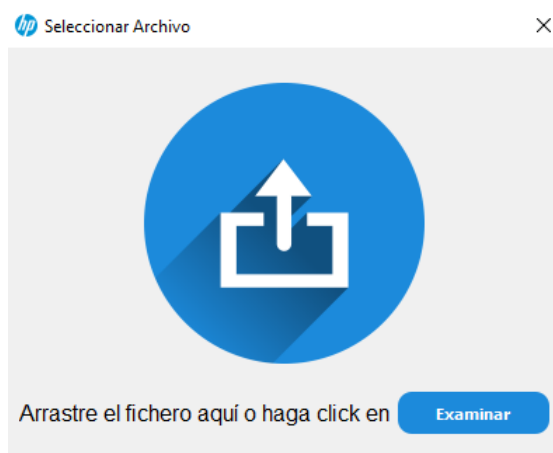 hp Seleccionar Archivo
Arrastre el fichero aquí o haga click en Examinar